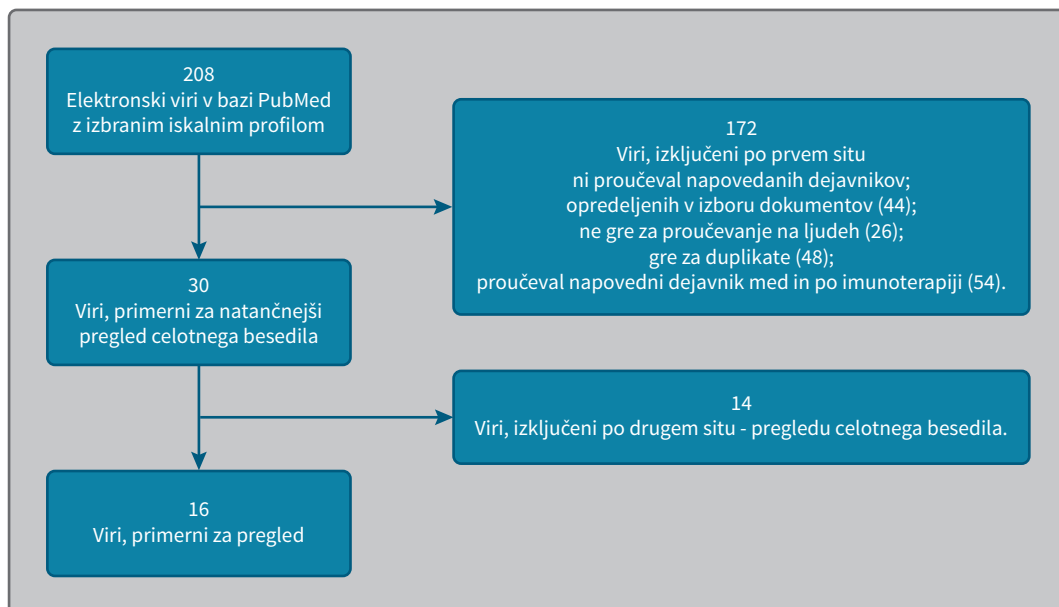 208
Elektronski viri v bazi PubMed
z izbranim iskalnim profilom
172
Viri, izključeni po prvem situ
ni proučeval napovedanih dejavnikov;
opredeljenih v izboru dokumentov (44);
ne gre za proučevanje na ljudeh (26);
gre za duplikate (48);
proučeval napovedni dejavnik med in po imunoterapiji (54).
30
Viri, primerni za natančnejši
pregled celotnega besedila
14
Viri, izključeni po drugem situ - pregledu celotnega besedila.
16
Viri, primerni za pregled